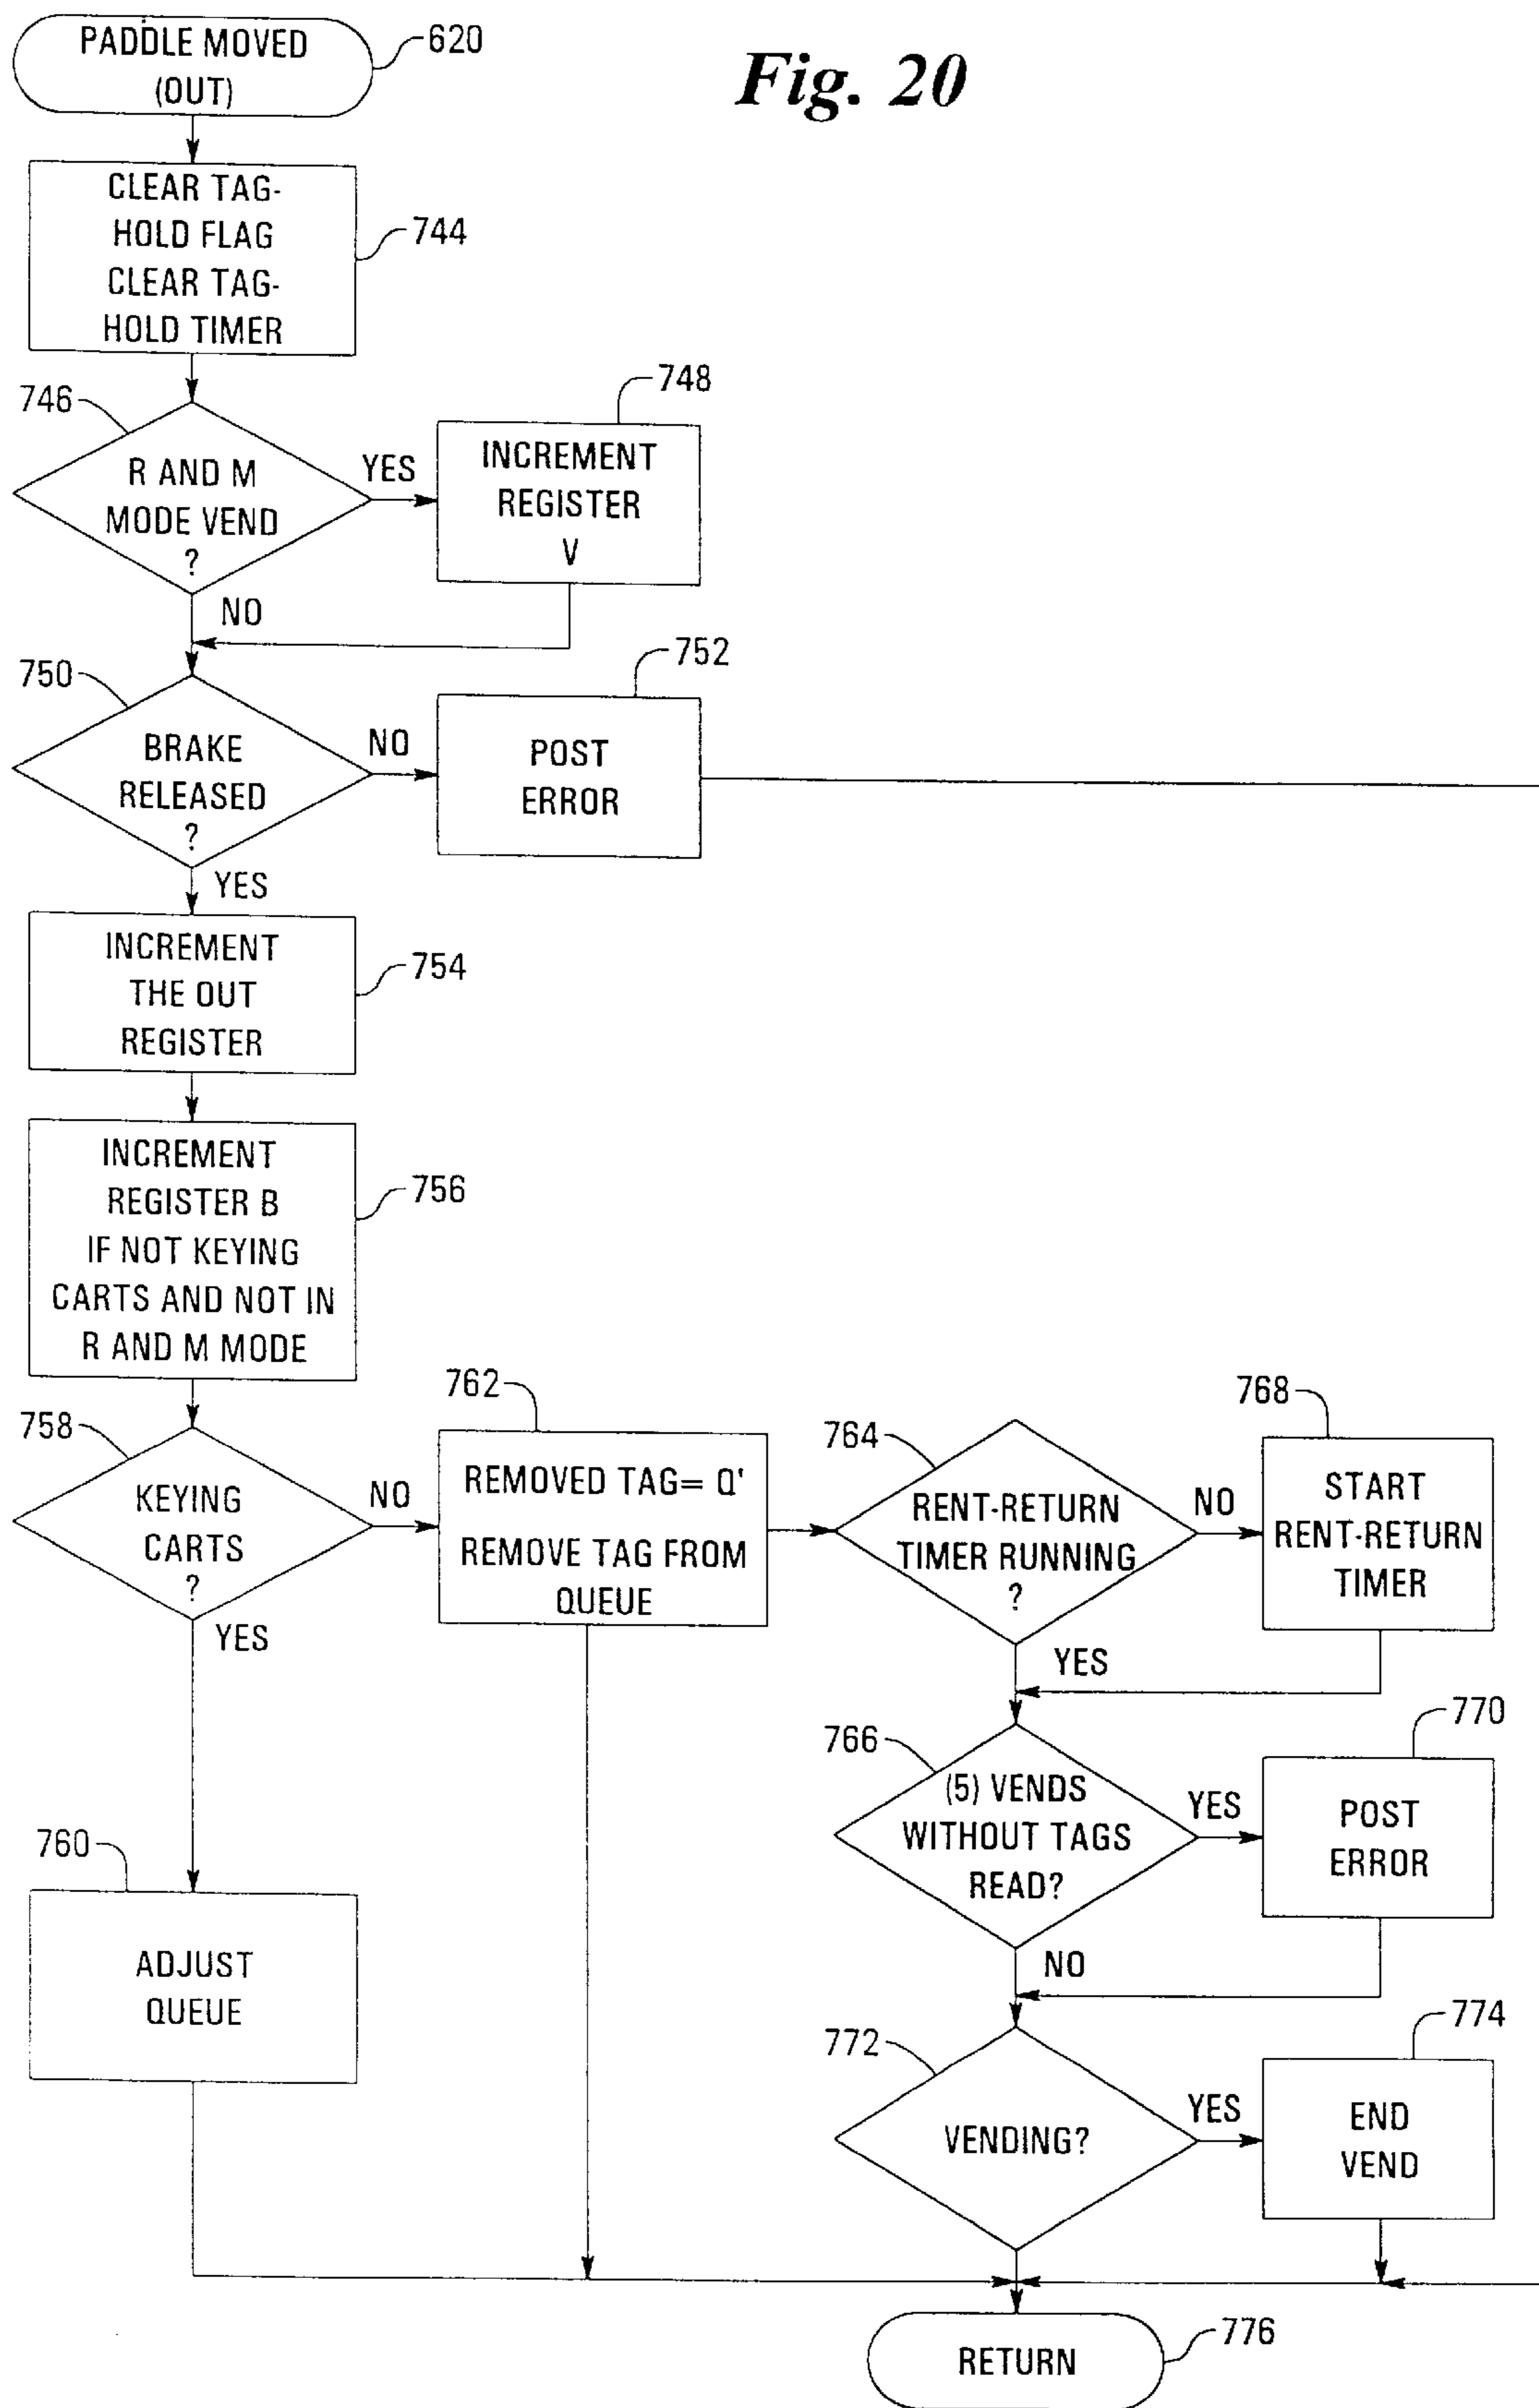 Fig. 20
PADDLE MOVED
(OUT)
620
CLEAR TAG-
HOLD FLAG
CLEAR TAG-
HOLD TIMER
744
746
R AND M
MODE VEND
?
YES
NO
748
INCREMENT
REGISTER
V
750
BRAKE
RELEASED
?
NO
YES
752
POST
ERROR
INCREMENT
THE OUT
REGISTER
754
INCREMENT
REGISTER B
IF NOT KEYING
CARTS AND NOT IN
R AND M MODE
756
758
KEYING
CARTS
?
NO
YES
760
ADJUST
QUEUE
762
REMOVED TAG= Q'
REMOVE TAG FROM
QUEUE
764
RENT-RETURN
TIMER RUNNING
?
NO
YES
768
START
RENT-RETURN
TIMER
766
(5) VENDS
WITHOUT TAGS
READ?
YES
NO
770
POST
ERROR
772
VENDING?
YES
774
END
VEND
RETURN
776